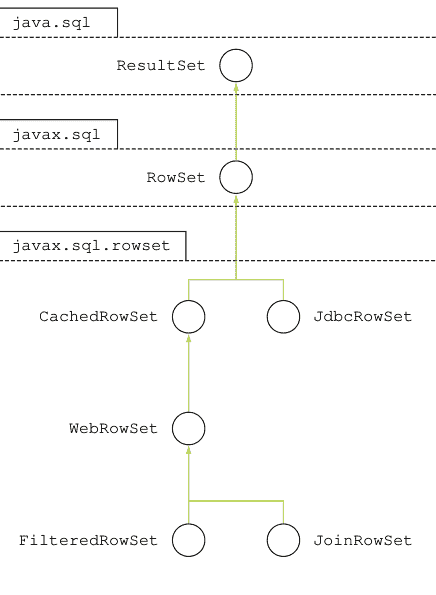 java.sql
ResultSet
javax.sql
RowSet
javax.sql.rowset
CachedRowSet JdbcRowSet
WebRowSet
FilteredRowSet JoinRowSet